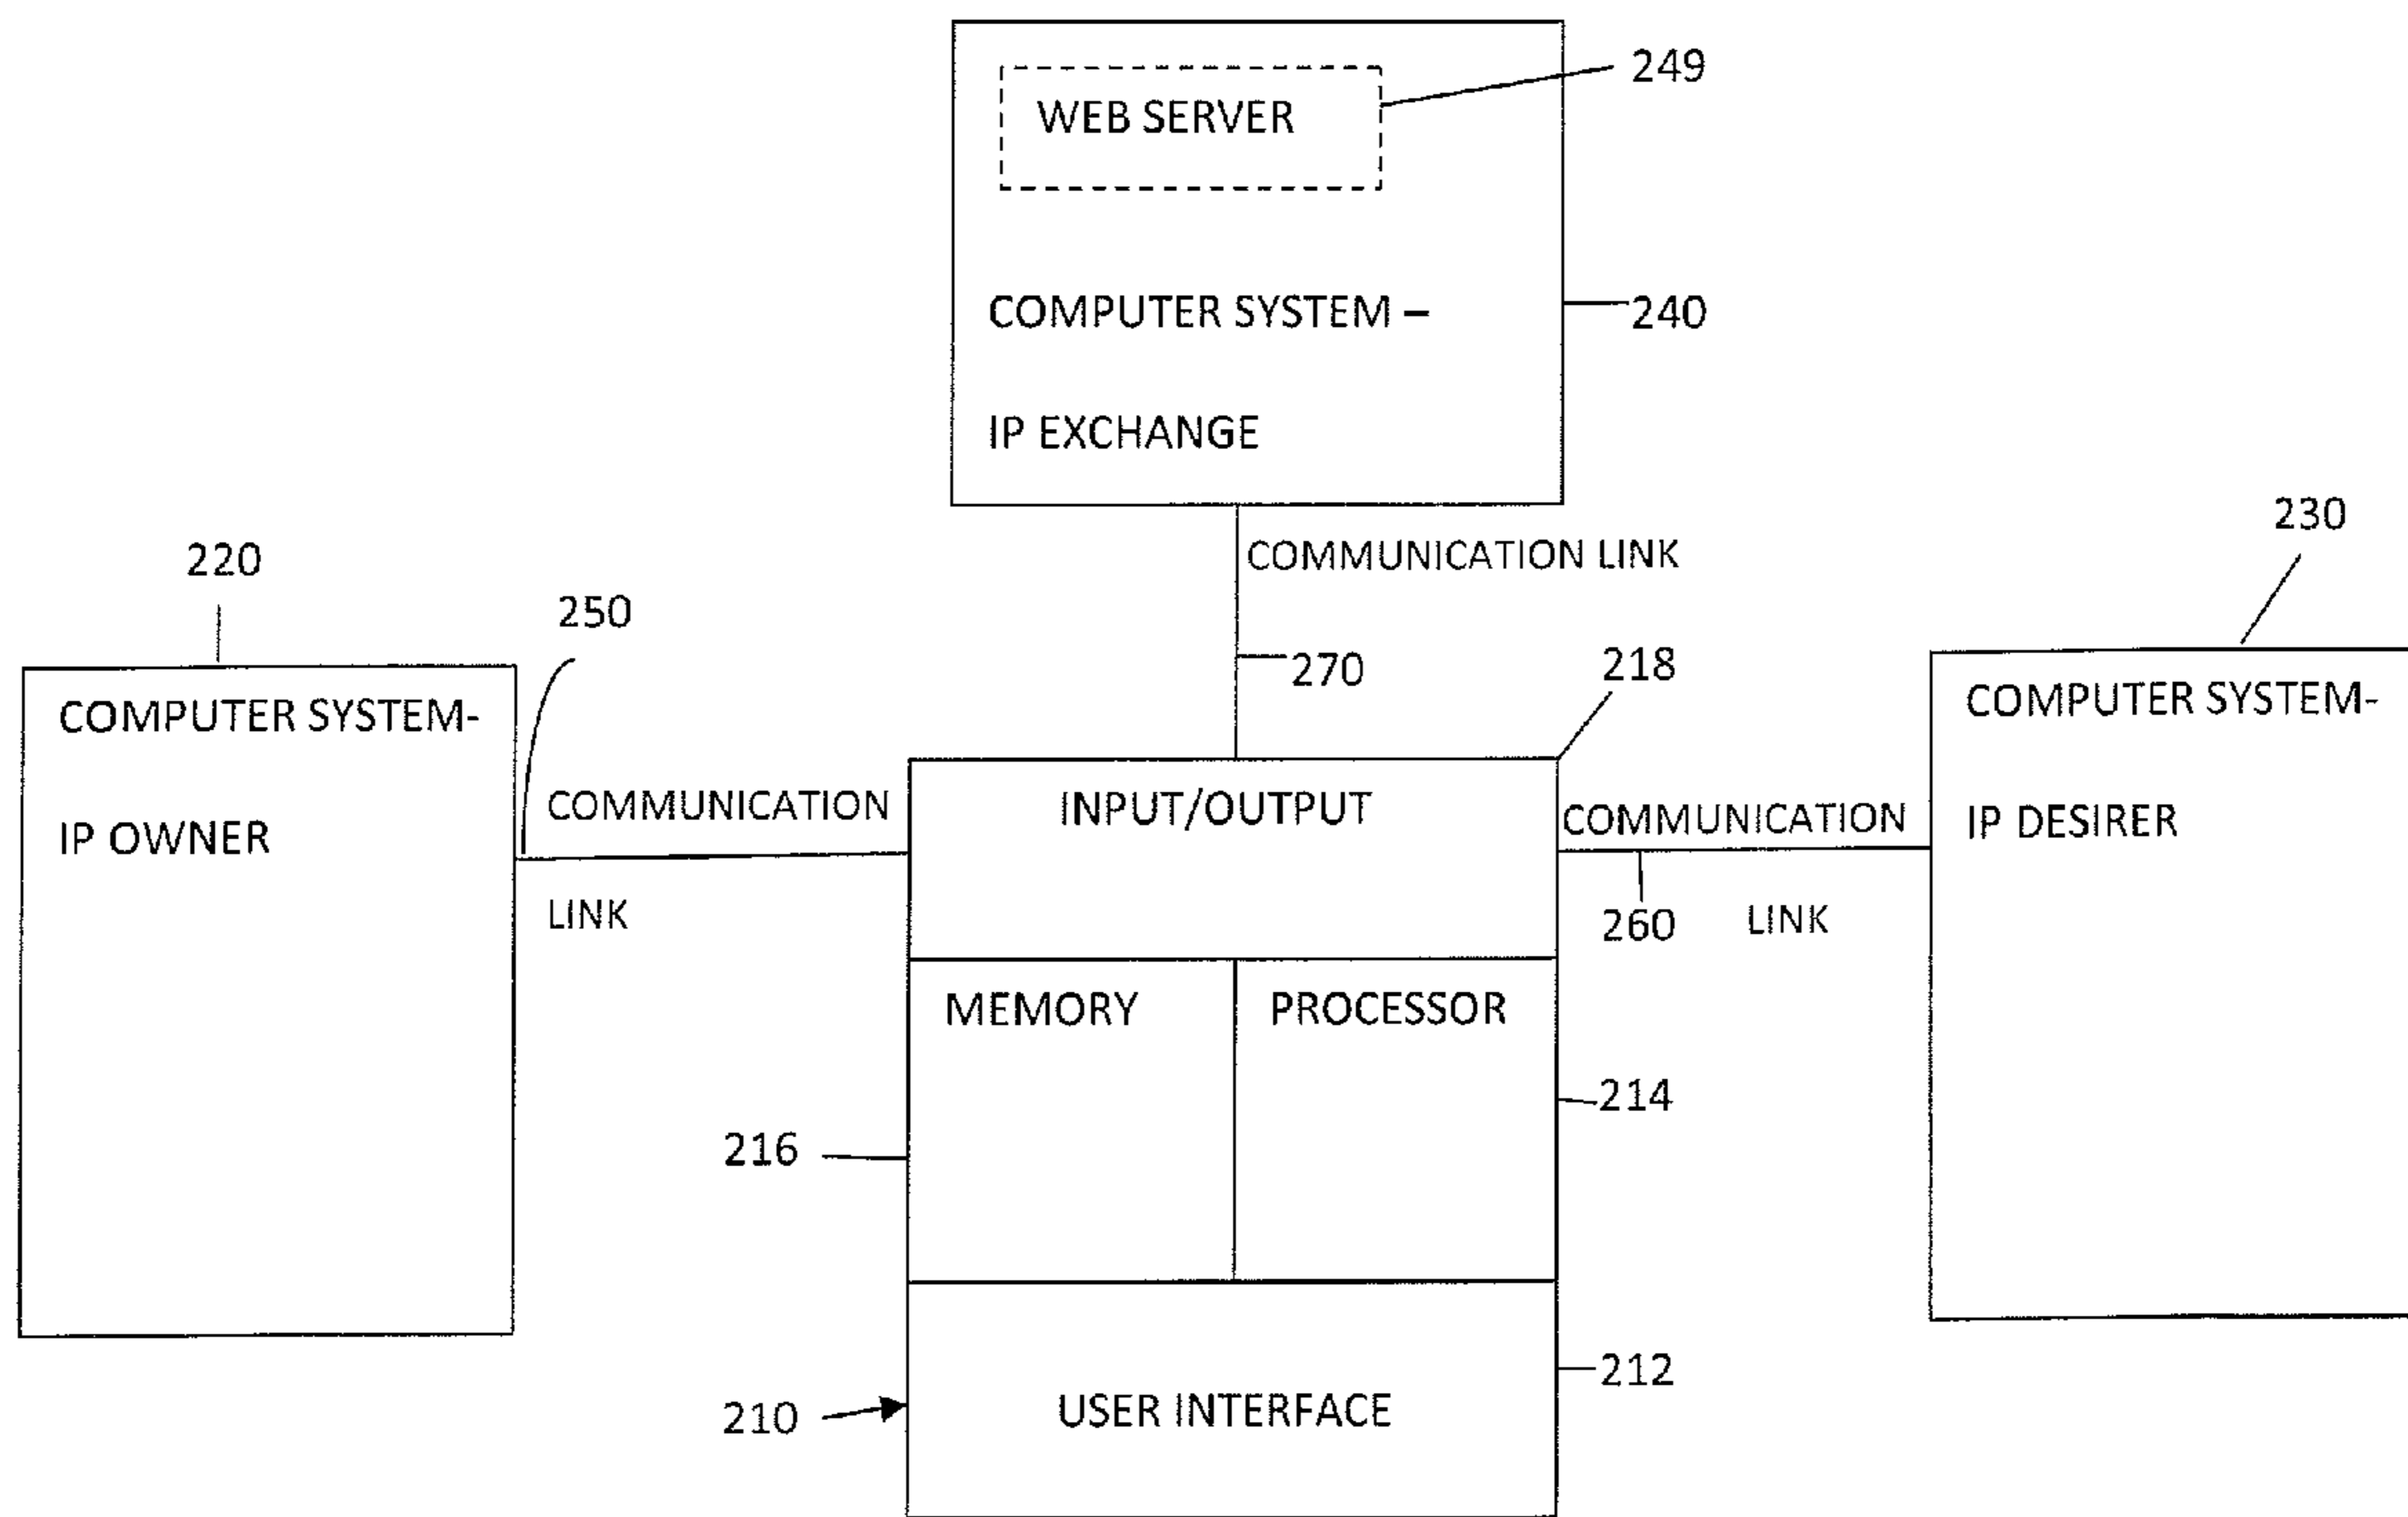 WEB SERVER
249
COMPUTER SYSTEM –
240
IP EXCHANGE
COMMUNICATION LINK
270
220
250
230
218
COMPUTER SYSTEM-
IP OWNER
COMMUNICATION
LINK
INPUT/OUTPUT
COMMUNICATION
260
LINK
COMPUTER SYSTEM-
IP DESIRER
MEMORY
PROCESSOR
216
214
210
USER INTERFACE
212